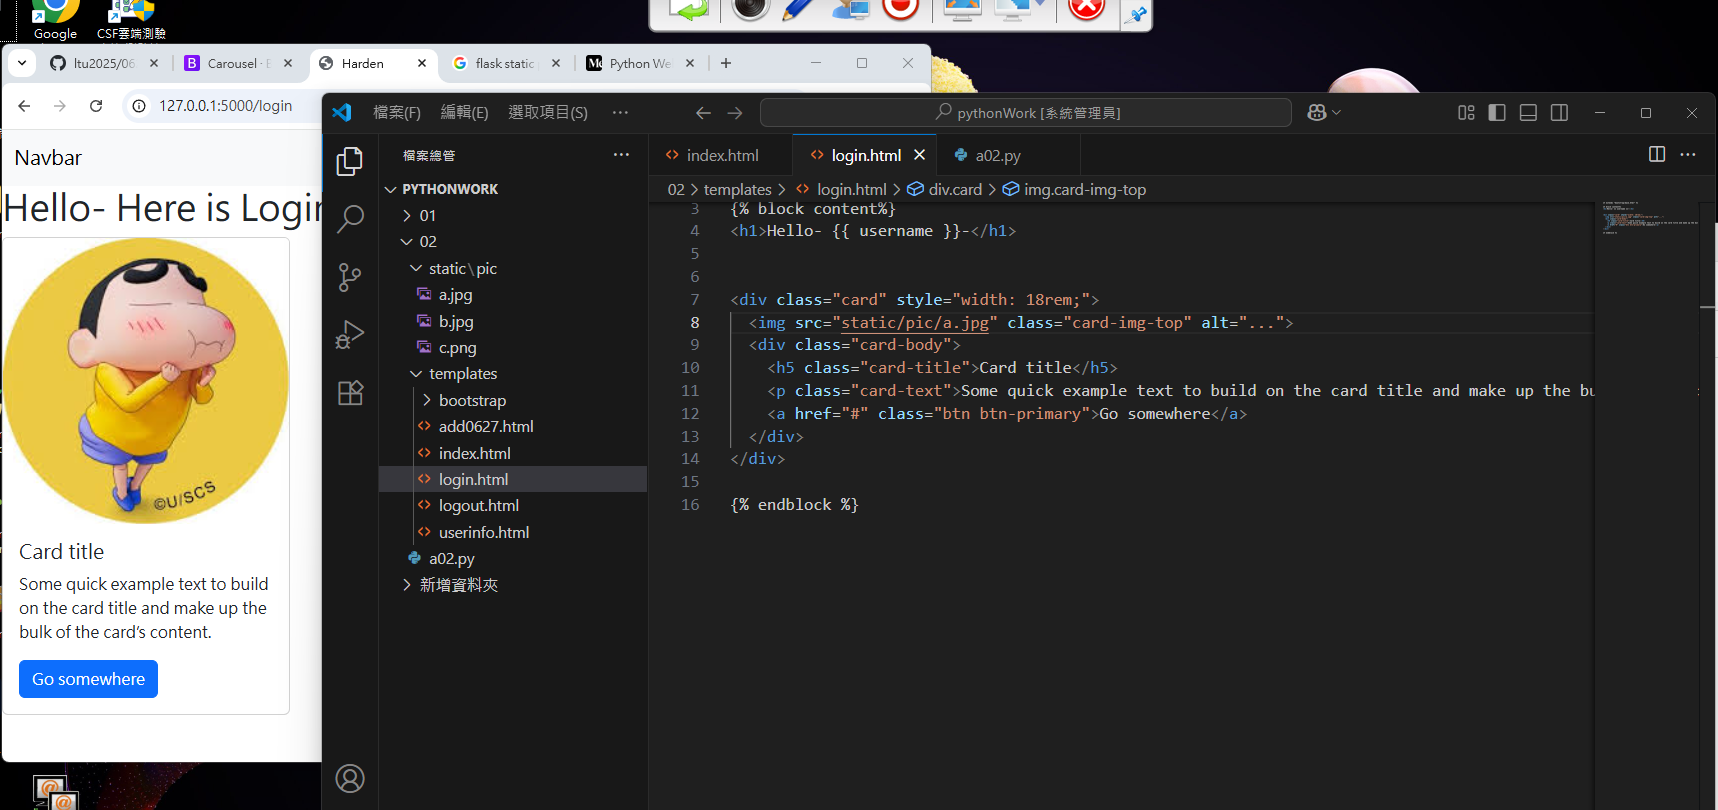 Google
CSF雲端測驗
ltu2025/06
Carousel · B
Harden
flask static
Python We
127.0.0.1:5000/login
Navbar
Hello- Here is Login
©U/SCS
Card title
Some quick example text to build
on the card title and make up the
bulk of the card's content.
Go somewhere
檔案(F) 編輯(E) 選取項目(S) ···
pythonWork [系統管理員]
檔案總管
PYTHONWORK
01
02
static\pic
a.jpg
b.jpg
c.png
templates
bootstrap
add0627.html
index.html
login.html
logout.html
userinfo.html
a02.py
新增資料夾
index.html
login.html
a02.py
02 > templates > login.html > div.card > img.card-img-top
3 {% block content%}
4 <h1>Hello- {{ username }}-</h1>
5
6
7 <div class="card" style="width: 18rem;">
8 <img src="static/pic/a.jpg" class="card-img-top" alt="...">
9 <div class="card-body">
10 <h5 class="card-title">Card title</h5>
11 <p class="card-text">Some quick example text to build on the card title and make up the bu
12 <a href="#" class="btn btn-primary">Go somewhere</a>
13 </div>
14 </div>
15
16 {% endblock %}